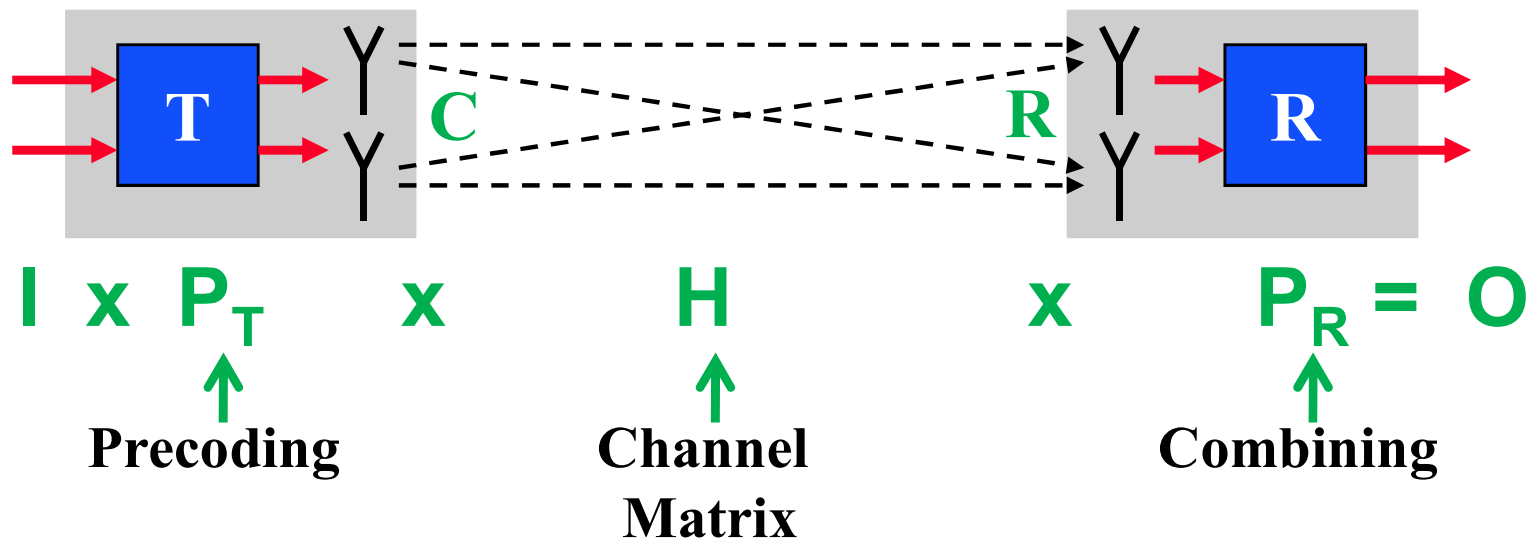 T C R R
I x P_T x H x P_R = O
Precoding Channel Matrix Combining